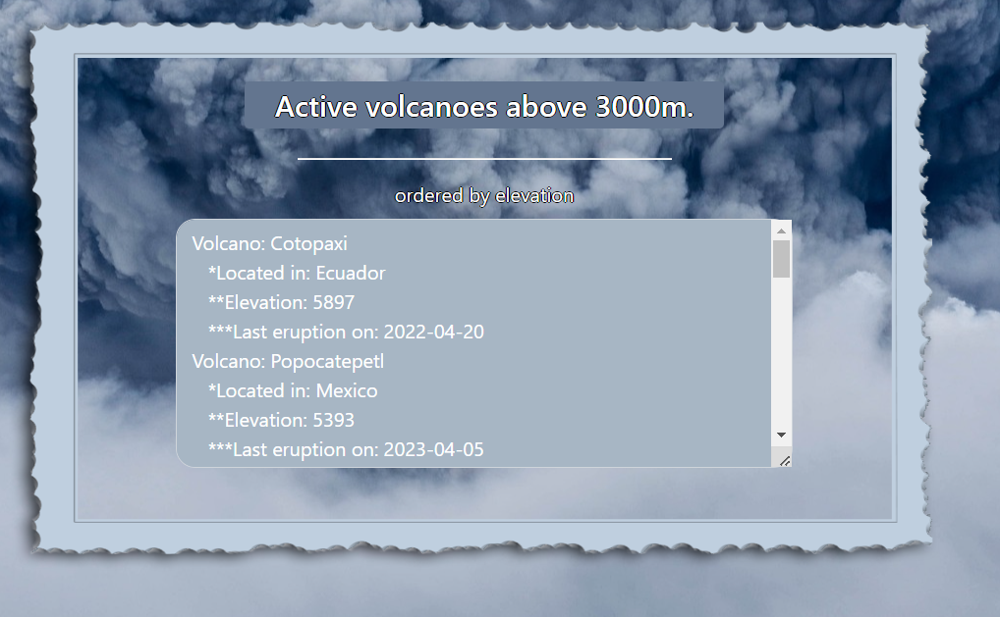 Active volcanoes above 3000m.
ordered by elevation
Volcano: Cotopaxi
*Located in: Ecuador
**Elevation: 5897
***Last eruption on: 2022-04-20
Volcano: Popocatepetl
*Located in: Mexico
**Elevation: 5393
***Last eruption on: 2023-04-05